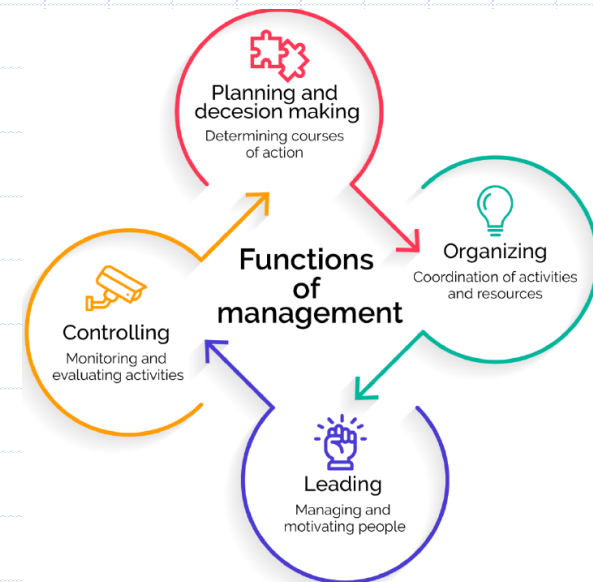 Planning and
decesion making
Determining courses
of action
Organizing
Coordination of activities
and resources
Functions
of
management
Controlling
Monitoring and
evaluating activities
Leading
Managing and
motivating people